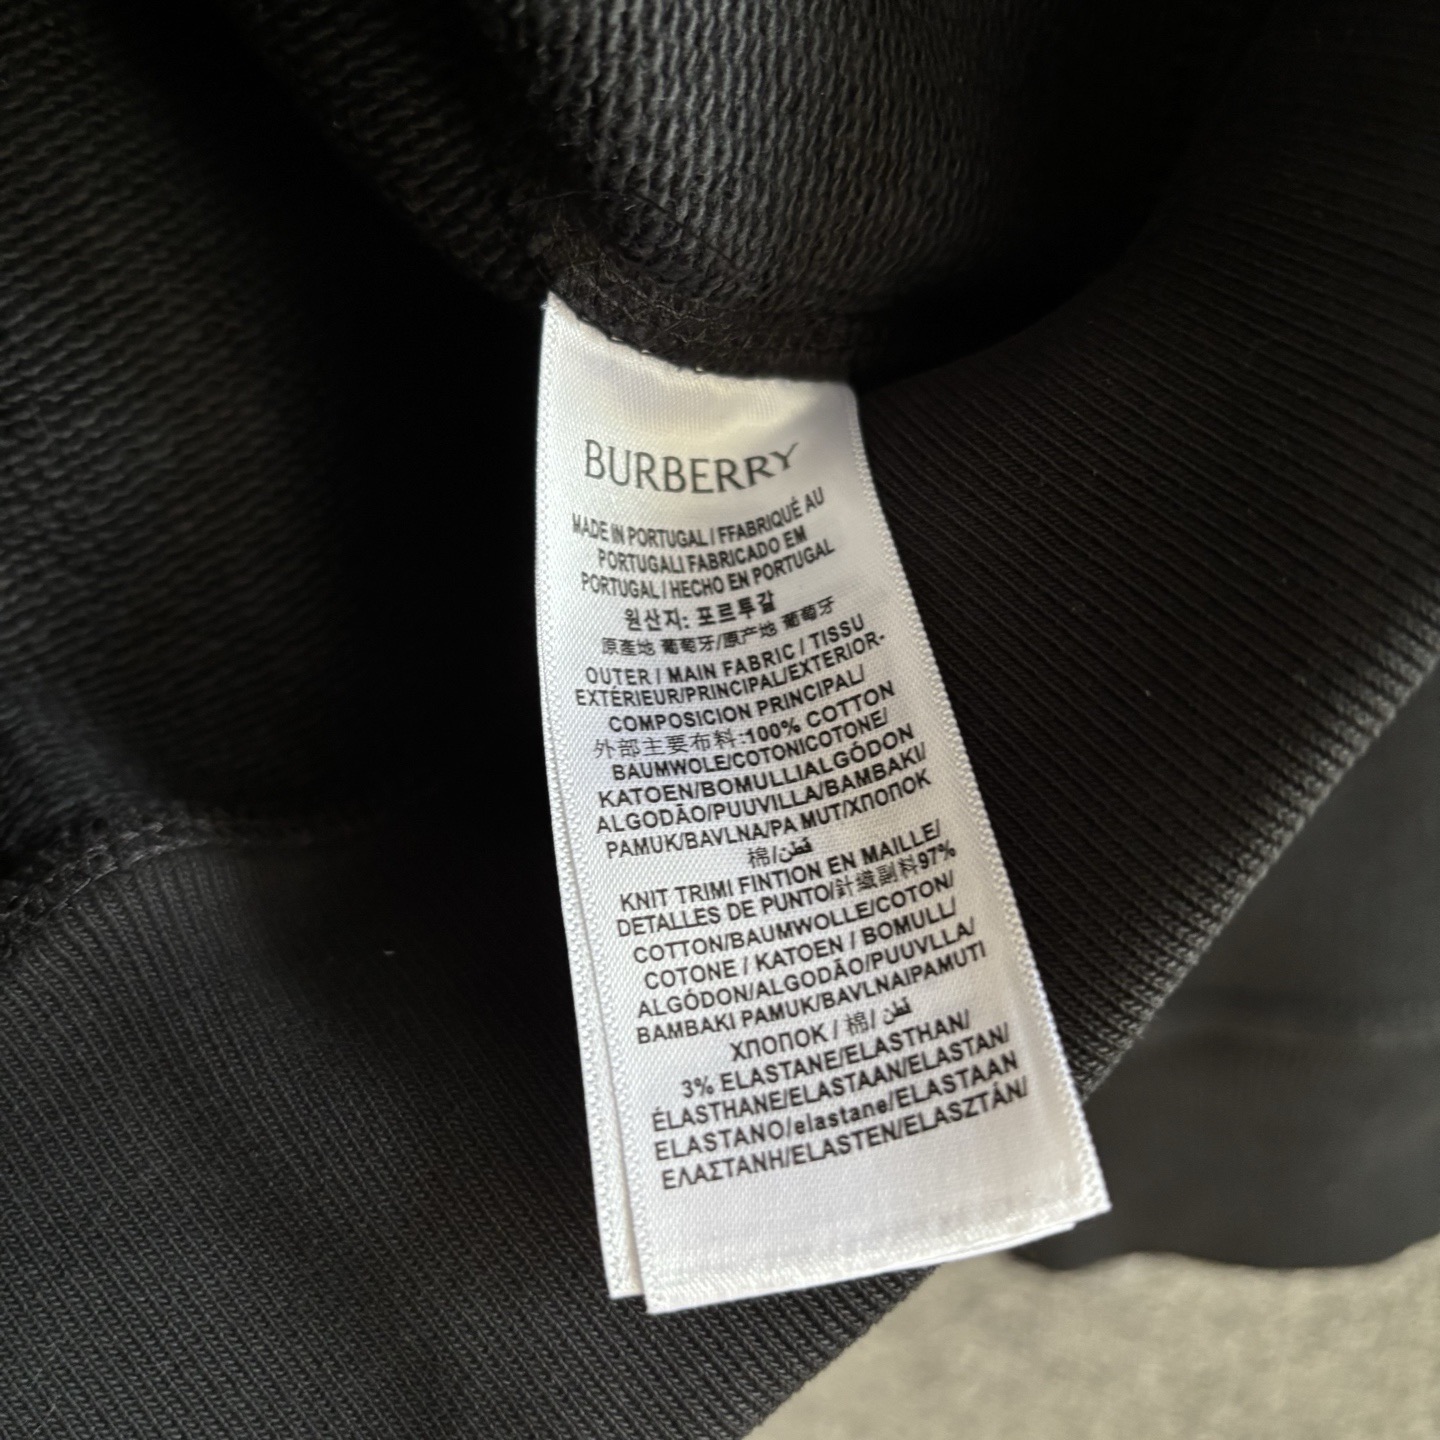 BURBERRY
MADE IN PORTUGAL / FFABRIQUÉ AU
PORTUGALI FABRICADO EM
PORTUGAL / HECHO EN PORTUGAL
원산지: 포르투갈
原產地 葡萄牙/原产地 葡萄牙
OUTER / MAIN FABRIC / TISSU
EXTÉRIEUR/PRINCIPAL/EXTERIOR-
COMPOSICION PRINCIPAL/
外部主要布料:100% COTTON
BAUMWOLE/COTONICOTONE/
KATOEN/BOMULLIALGÓDON
ALGODÃO/PUUVILLA/BAMBAKI/
PAMUK/BAVLNA/PA MUT/ХПОПОК
棉/قطن
KNIT TRIMI FINTION EN MAILLE/
DETALLES DE PUNTO/針織副料97%
COTTON/BAUMWOLLE/COTON/
COTONE / KATOEN / BOMULL/
ALGÓDON/ALGODÃO/PUUVLLA/
BAMBAKI PAMUK/BAVLNAIPAMUTI
ХПОПОК / 棉/ قطن
3% ELASTANE/ELASTHAN/
ÉLASTHANE/ELASTAAN/ELASTAN/
ELASTANO/elastane/ELASTAAN
ΕΛΑΣΤΑΝΗ/ELASTEN/ELASZTÁN/